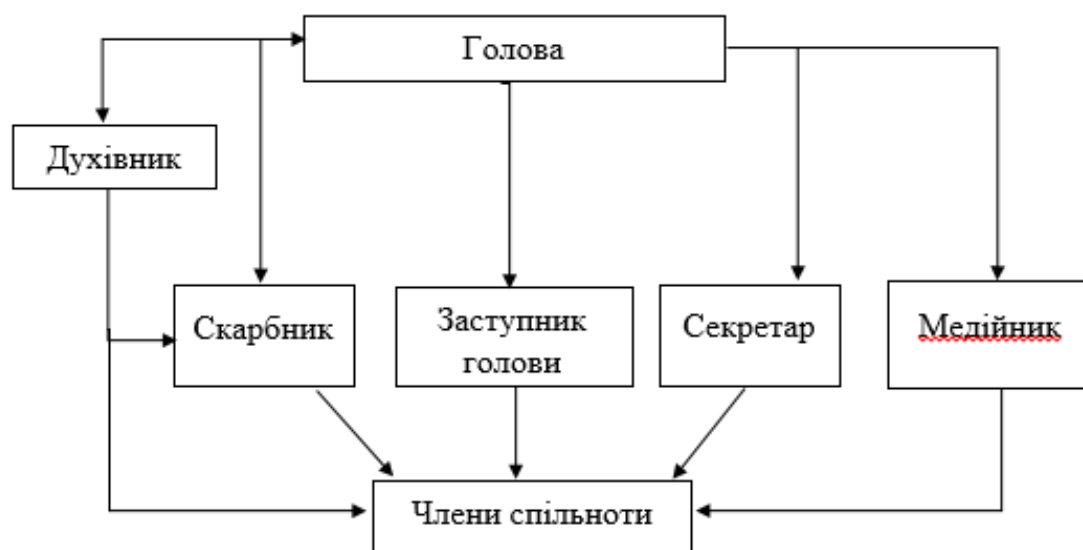 Голова
Духівник
Скарбник
Заступник
голови
Секретар
Медійник
Члени спільноти